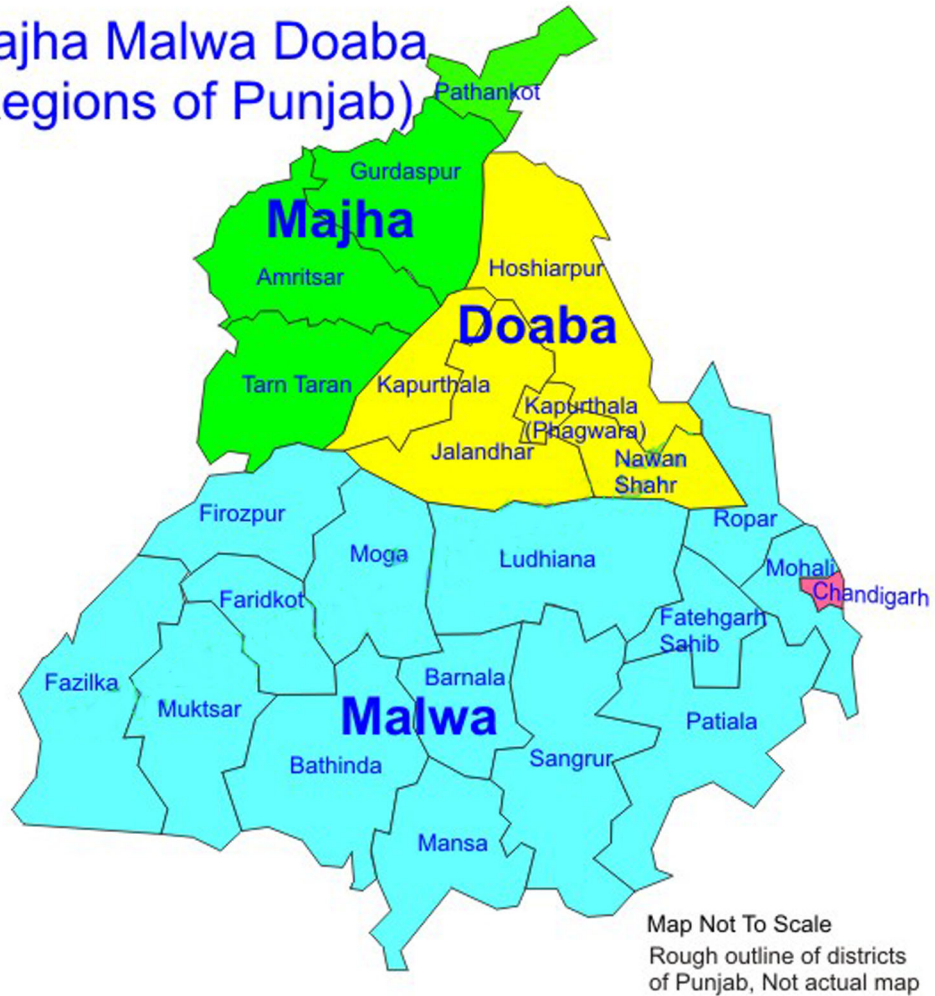 ajha Malwa Doaba
egions of Punjab)
Pathankot
Gurdaspur
Majha
Amritsar
Hoshiarpur
Doaba
Tarn Taran
Kapurthala
Kapurthala
(Phagwara)
Jalandhar
Nawan
Shahr
Firozpur
Ropar
Moga
Ludhiana
Mohali
Chandigarh
Faridkot
Fatehgarh
Sahib
Fazilka
Barnala
Muktsar
Malwa
Patiala
Bathinda
Sangrur
Mansa
Map Not To Scale
Rough outline of districts
of Punjab, Not actual map